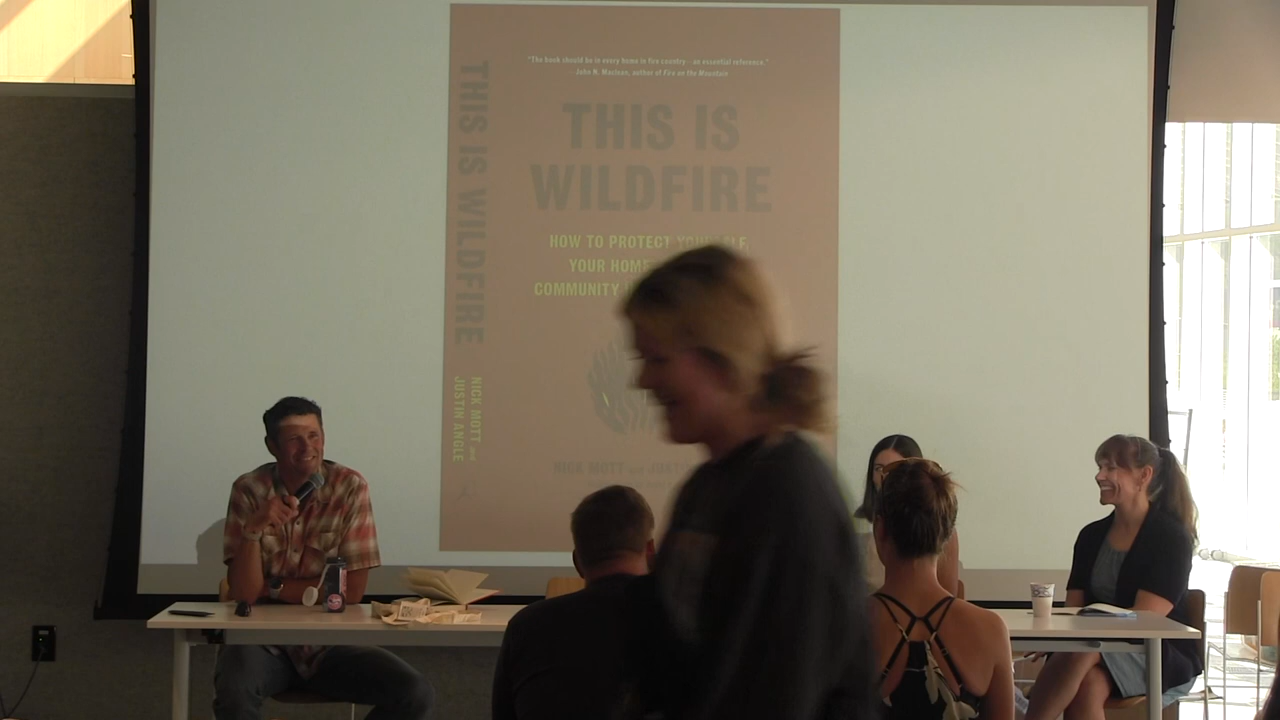 "The book should be in every home in fire country—an essential reference."
—John N. Maclean, author of Fire on the Mountain
THIS IS
WILDFIRE
HOW TO PROTECT
YOUR HOME
COMMUNITY
NICK MOTT and
THIS IS WILDFIRE
NICK MOTT and
JUSTIN ANGLE